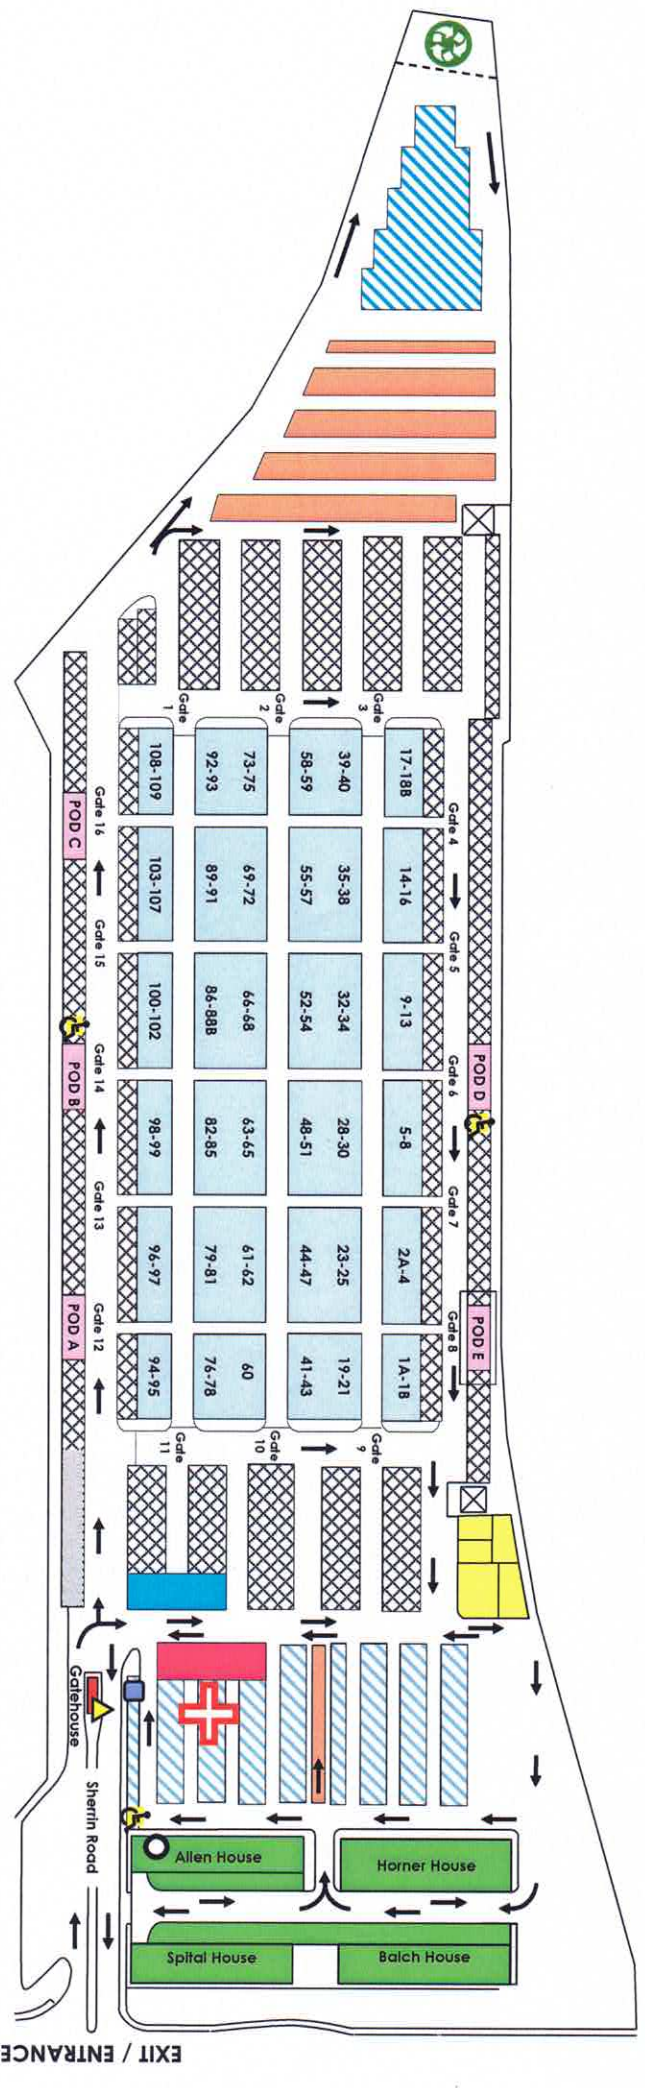 Gate 1
Gate 2
Gate 3
108-109
92-93
73-75
58-59
39-40
17-18B
Gate 16
POD C
Gate 4
103-107
89-91
69-72
55-57
35-38
14-16
Gate 15
Gate 5
100-102
86-88B
66-68
52-54
32-34
9-13
Gate 14
POD B
Gate 6
POD D
98-99
82-85
63-65
48-51
28-30
5-8
Gate 13
Gate 7
96-97
79-81
61-62
44-47
23-25
2A-4
POD A
Gate 12
Gate 8
POD E
94-95
76-78
60
41-43
19-21
1A-1B
Gate 11
Gate 10
Gate 9
Gatehouse
Sherrin Road
Allen House
Horner House
Spital House
Balch House
EXIT / ENTRANCE